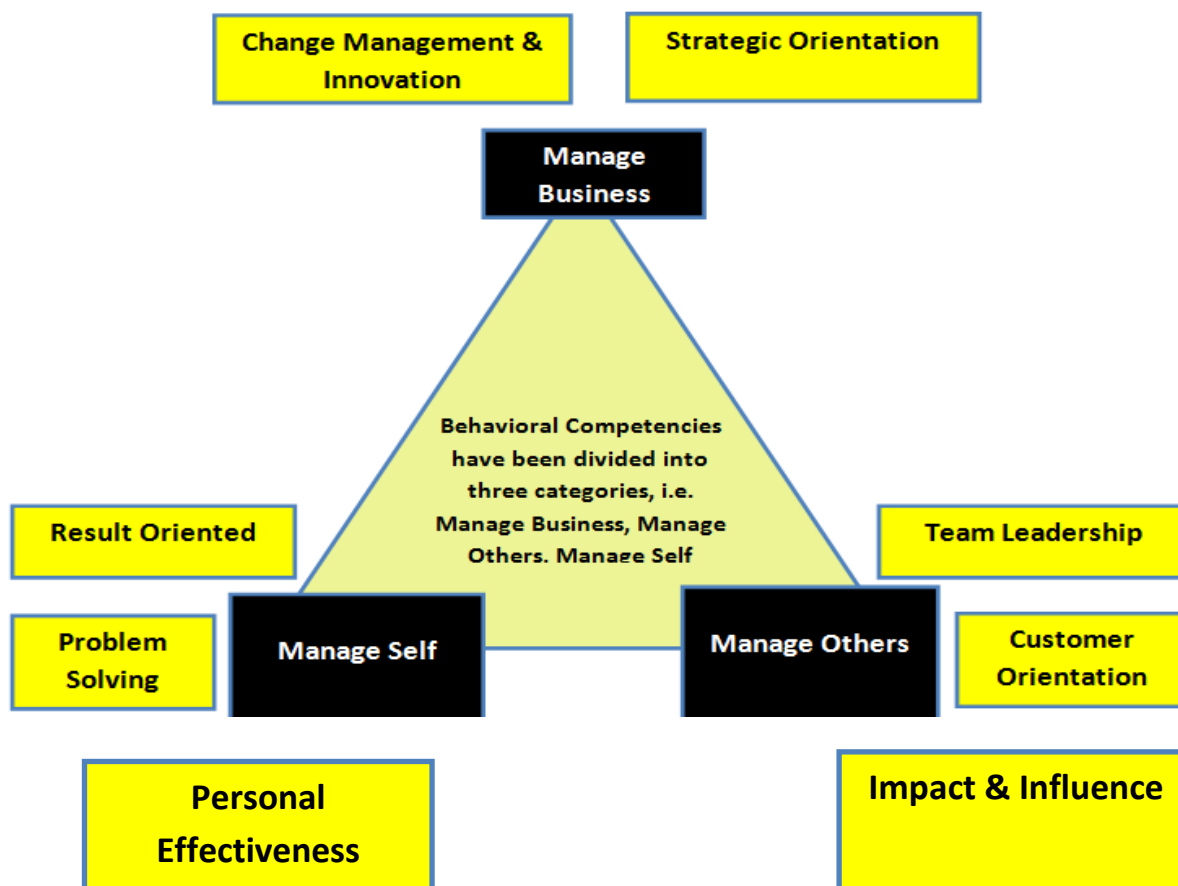 Change Management &
Innovation
Strategic Orientation
Manage
Business
Behavioral Competencies
have been divided into
three categories, i.e.
Manage Business, Manage
Others. Manage Self
Result Oriented
Team Leadership
Problem
Solving
Manage Self
Manage Others
Customer
Orientation
Personal
Effectiveness
Impact & Influence